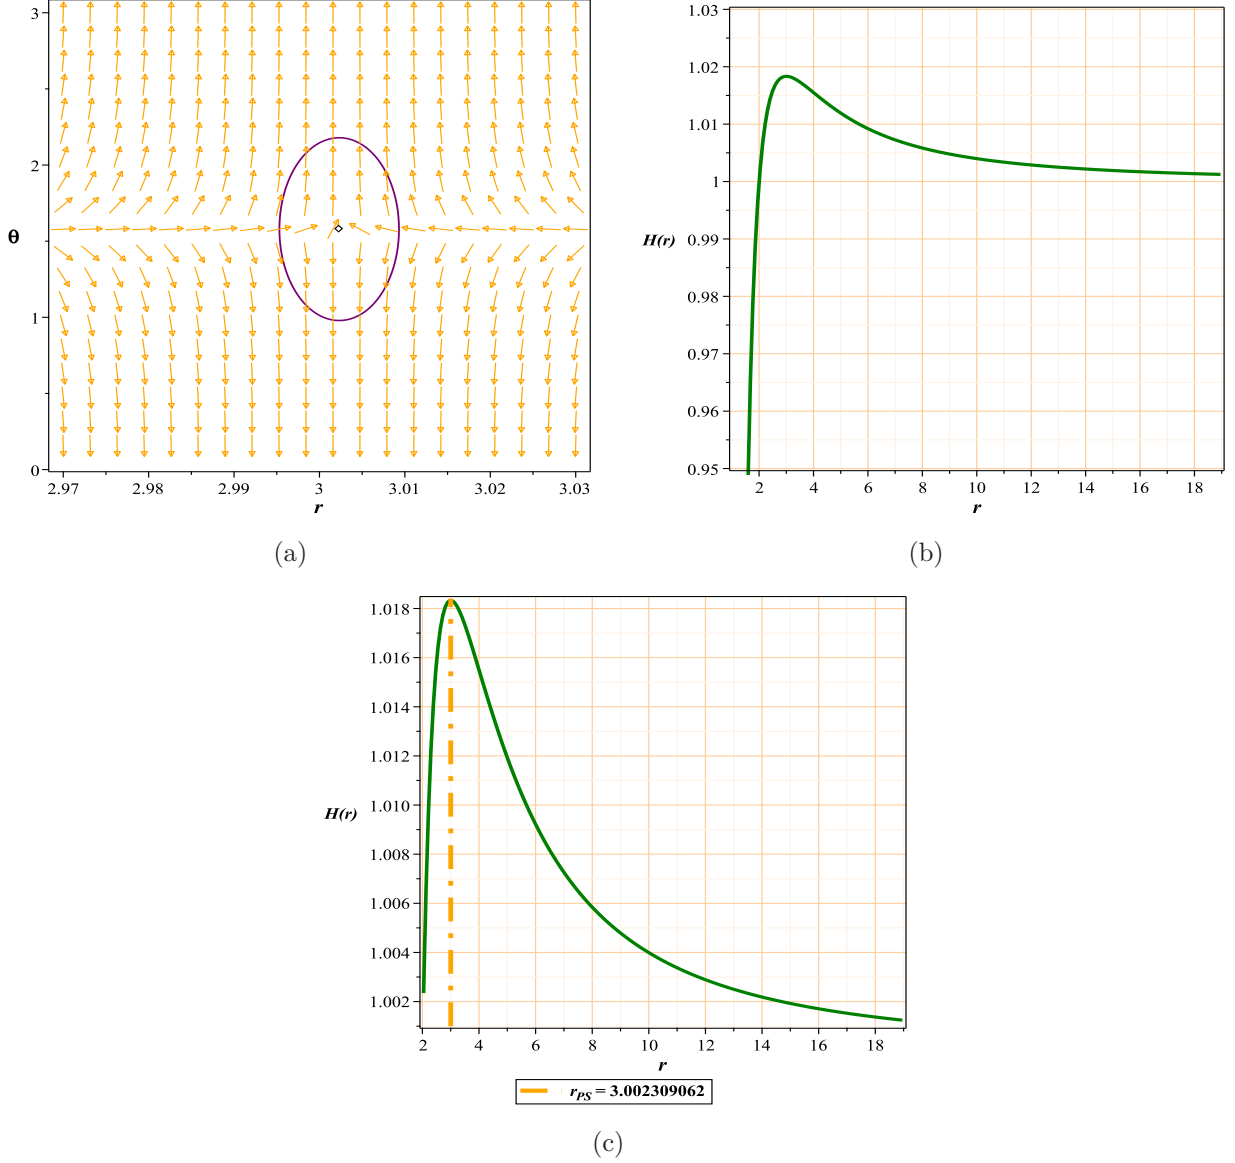 3
2
θ
1
0
2.97 2.98 2.99 3 3.01 3.02 3.03
r
(a)
1.03
1.02
1.01
1
H(r) 0.99
0.98
0.97
0.96
0.95
2 4 6 8 10 12 14 16 18
r
(b)
1.018
1.016
1.014
1.012
H(r) 1.010
1.008
1.006
1.004
1.002
2 4 6 8 10 12 14 16 18
r
r_PS = 3.002309062
(c)